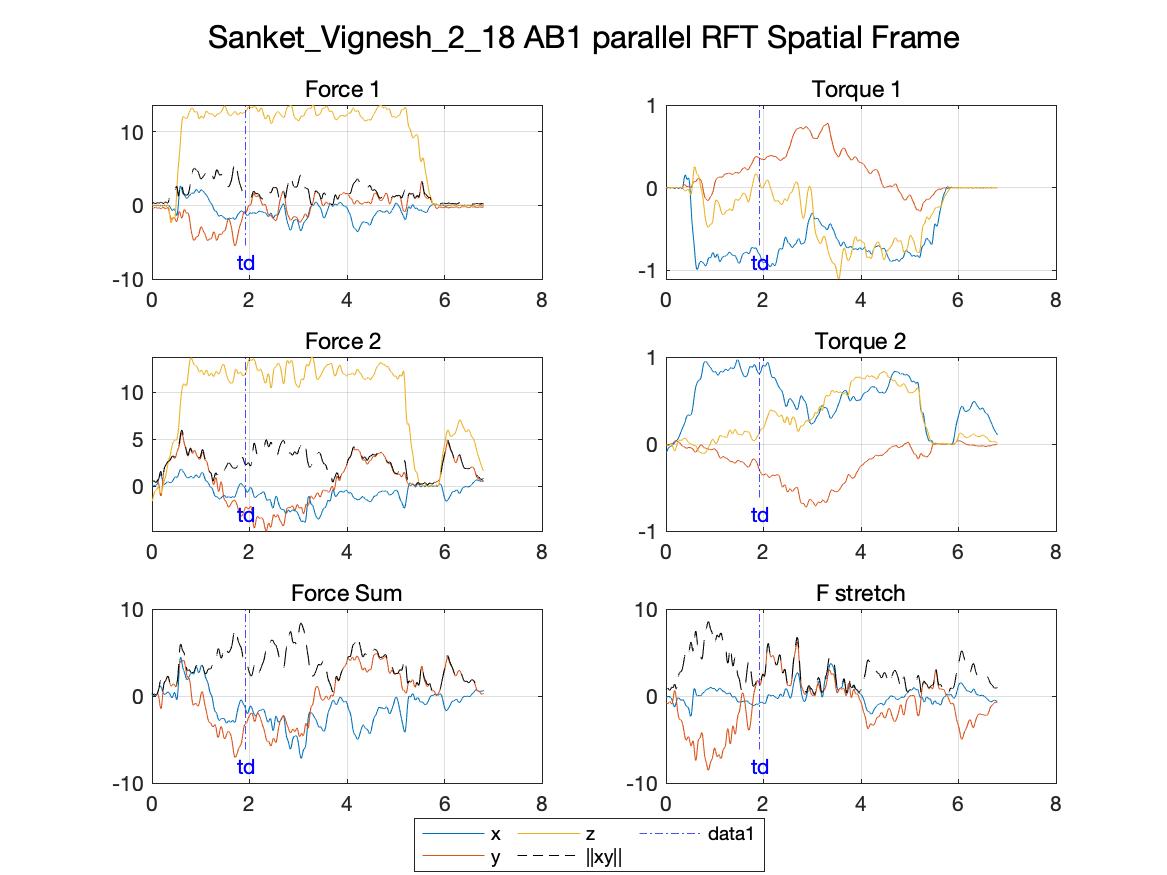 Sanket_Vignesh_2_18 AB1 parallel RFT Spatial Frame
Force 1
10
0
-10
td
0 2 4 6 8
Torque 1
1
0
-1
td
0 2 4 6 8
Force 2
10
5
0
td
0 2 4 6 8
Torque 2
1
0
-1
td
0 2 4 6 8
Force Sum
10
0
-10
td
0 2 4 6 8
F stretch
10
0
-10
td
0 2 4 6 8
x z data1
y ||xy||